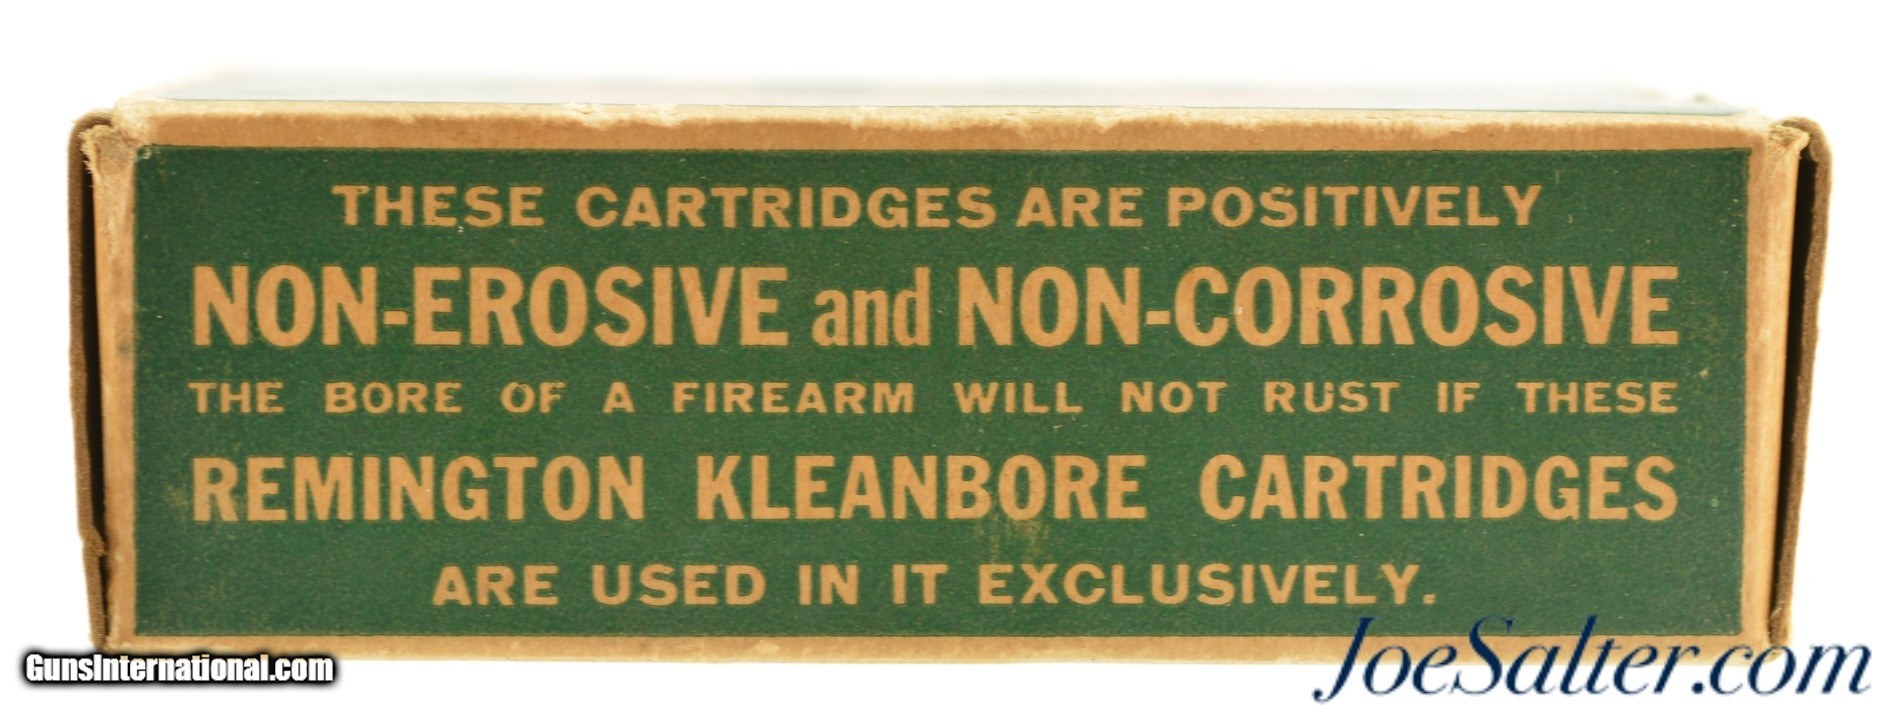 THESE CARTRIDGES ARE POSITIVELY
NON-EROSIVE and NON-CORROSIVE
THE BORE OF A FIREARM WILL NOT RUST IF THESE
REMINGTON KLEANBORE CARTRIDGES
ARE USED IN IT EXCLUSIVELY.
GunsInternational.com
JoeSalter.com